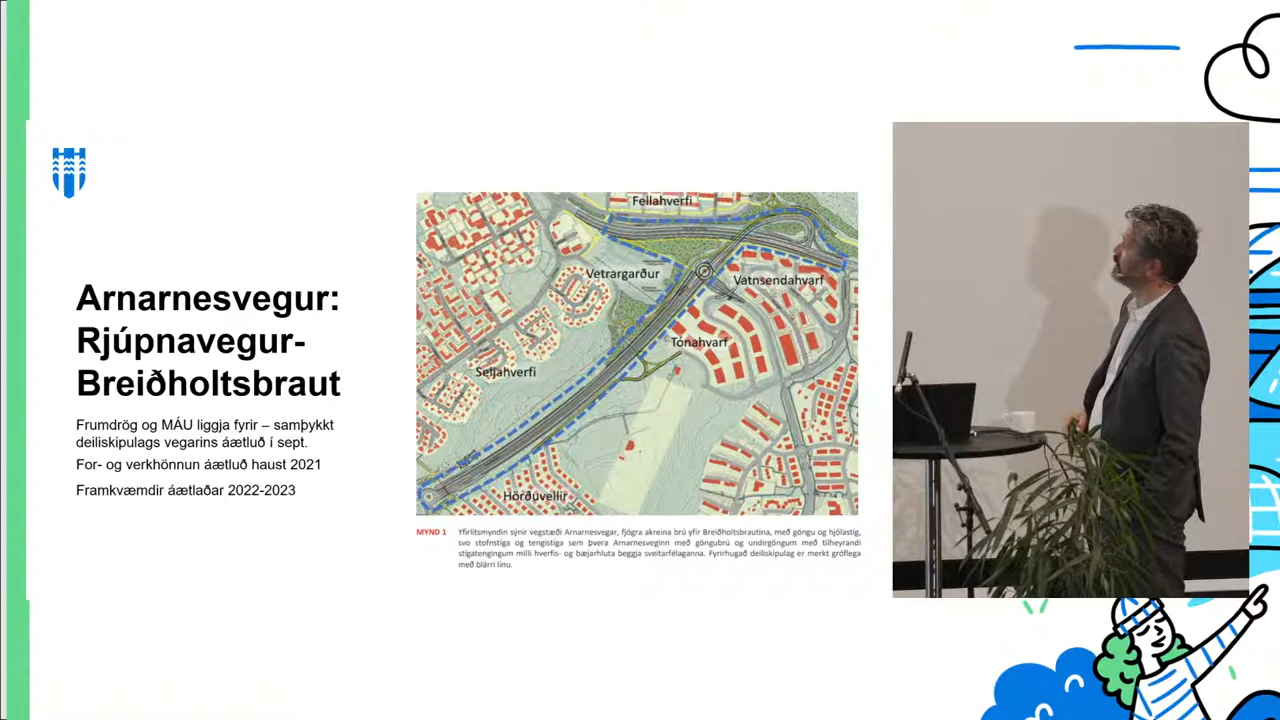 Arnarnesvegur:
Rjúpnavegur-
Breiðholtsbraut
Frumdrög og MÁU liggja fyrir – samþykkt
deiliskipulags vegarins áætluð í sept.
For- og verkhönnun áætluð haust 2021
Framkvæmdir áætlaðar 2022-2023
Fellahverfi
Vetrargarður
Vatnsendahvarf
Tónahvarf
Seljahverfi
Hörðuvellir
MYND 1 Yfirlitsmyndin sýnir vegstæði Arnarnesvegar, fjögra akreina brú yfir Breiðholtsbrautina, með göngu og hjólastíg,
svo stofnstíga og tengistíga sem þvera Arnarnesveginn með göngubrú og undirgöngum með tilheyrandi
stígatengingum milli hverfis- og bæjarhluta beggja sveitarfélaganna. Fyrirhugað deiliskipulag er merkt gróflega
með blárri línu.